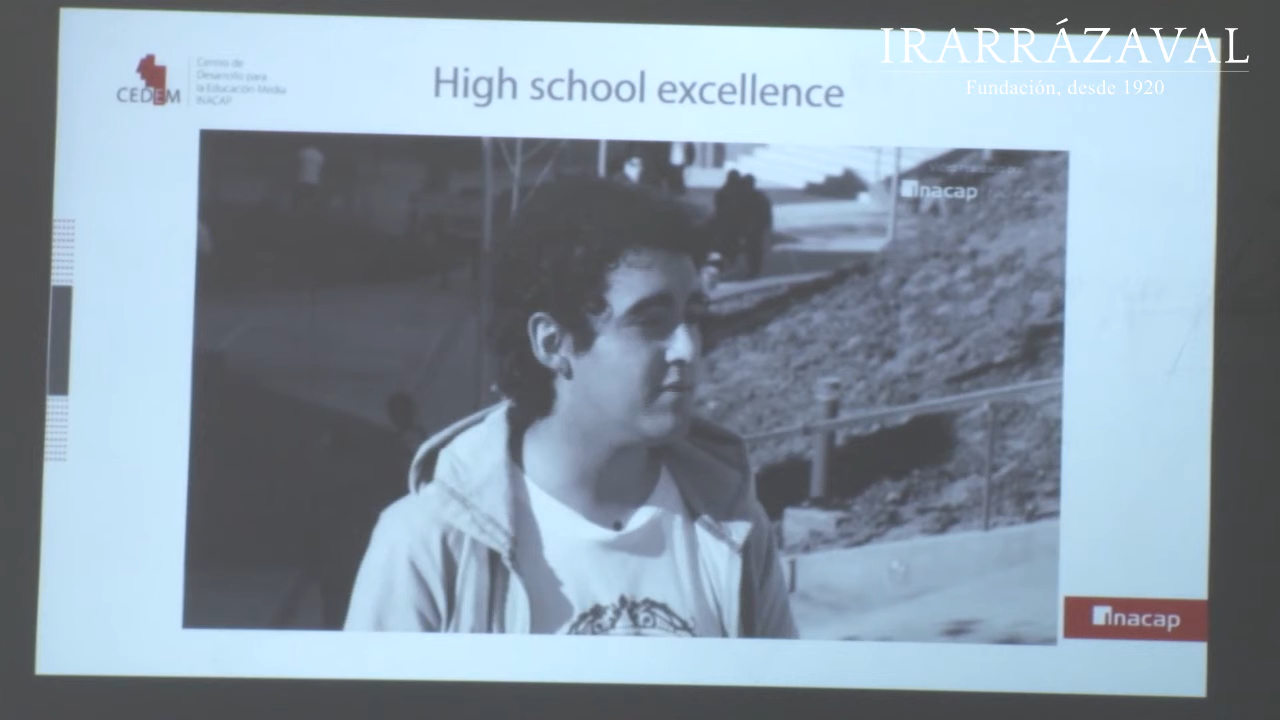 IRARRÁZAVAL
Fundación, desde 1920
CEDEM
Centro de
Desarrollo para
la Educación Media
INACAP
High school excellence
Inacap
Inacap